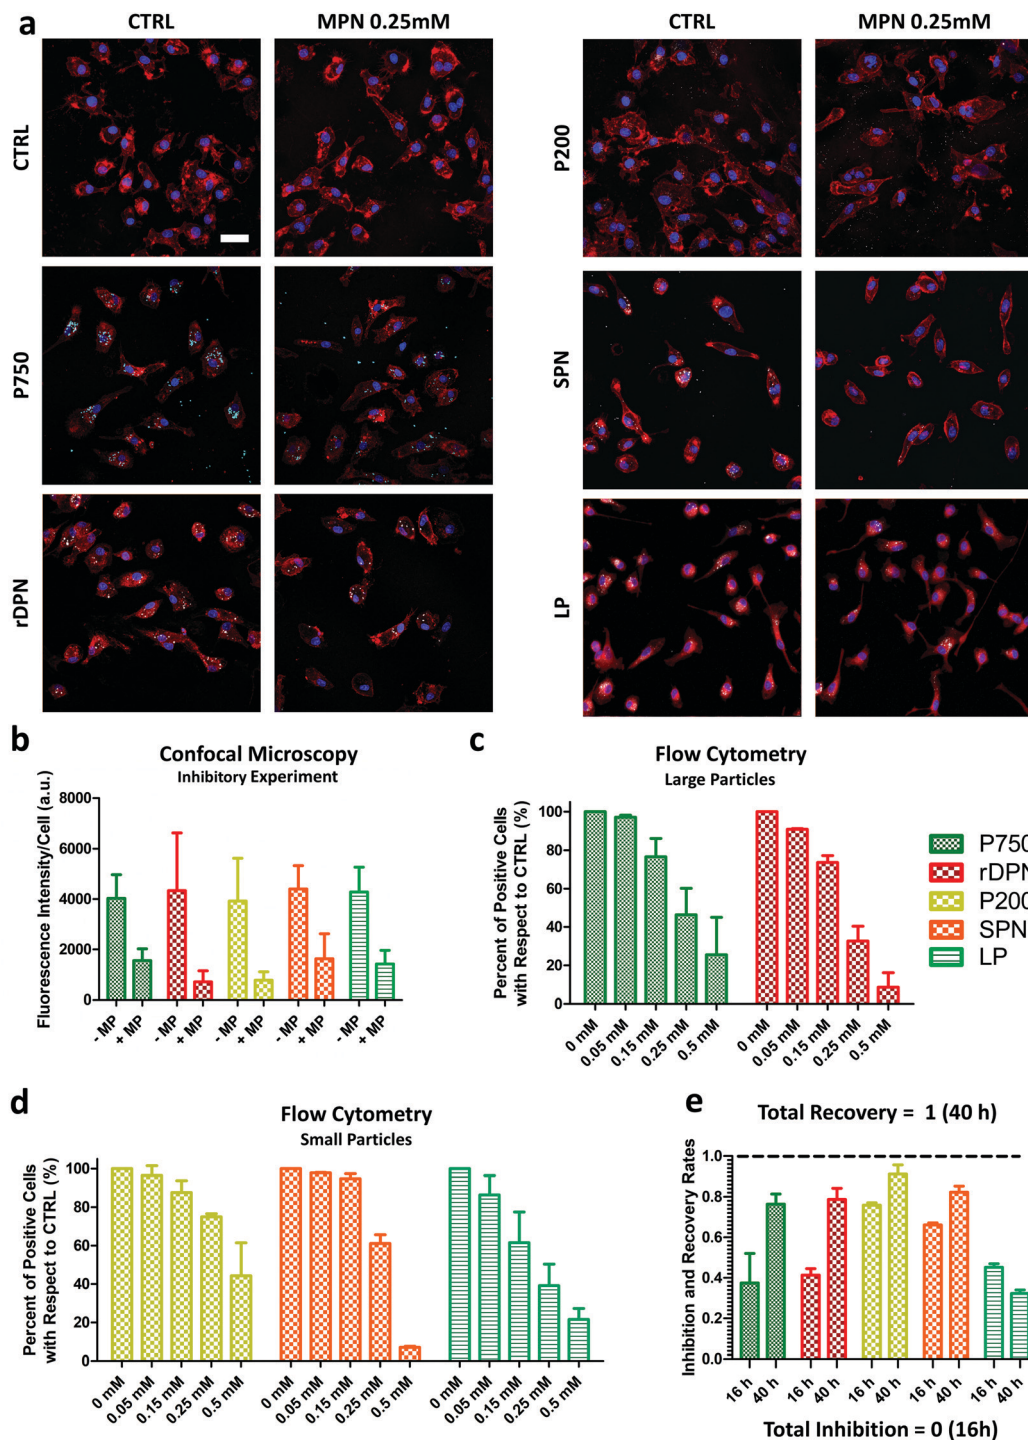 a
CTRL
MPN 0.25mM
CTRL
MPN 0.25mM
CTRL
P200
P750
SPN
rDPN
LP
b
Confocal Microscopy
Inhibitory Experiment
Fluorescence Intensity/Cell (a.u.)
8000
6000
4000
2000
0
- MP
+ MP
- MP
+ MP
- MP
+ MP
- MP
+ MP
- MP
+ MP
c
Flow Cytometry
Large Particles
Percent of Positive Cells
with Respect to CTRL (%)
100
80
60
40
20
0
0 mM
0.05 mM
0.15 mM
0.25 mM
0.5 mM
0 mM
0.05 mM
0.15 mM
0.25 mM
0.5 mM
P750
rDPN
P200
SPN
LP
d
Flow Cytometry
Small Particles
Percent of Positive Cells
with Respect to CTRL (%)
100
80
60
40
20
0
0 mM
0.05 mM
0.15 mM
0.25 mM
0.5 mM
0 mM
0.05 mM
0.15 mM
0.25 mM
0.5 mM
0 mM
0.05 mM
0.15 mM
0.25 mM
0.5 mM
e
Total Recovery = 1 (40 h)
Inhibition and Recovery Rates
1.0
0.8
0.6
0.4
0.2
0.0
16 h
40 h
16 h
40 h
16 h
40 h
16 h
40 h
16 h
40 h
Total Inhibition = 0 (16h)